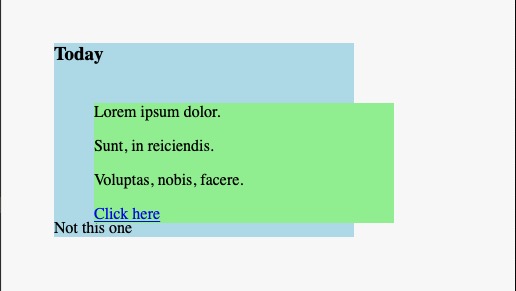 Today
Lorem ipsum dolor.
Sunt, in reiciendis.
Voluptas, nobis, facere.
Click here
Not this one